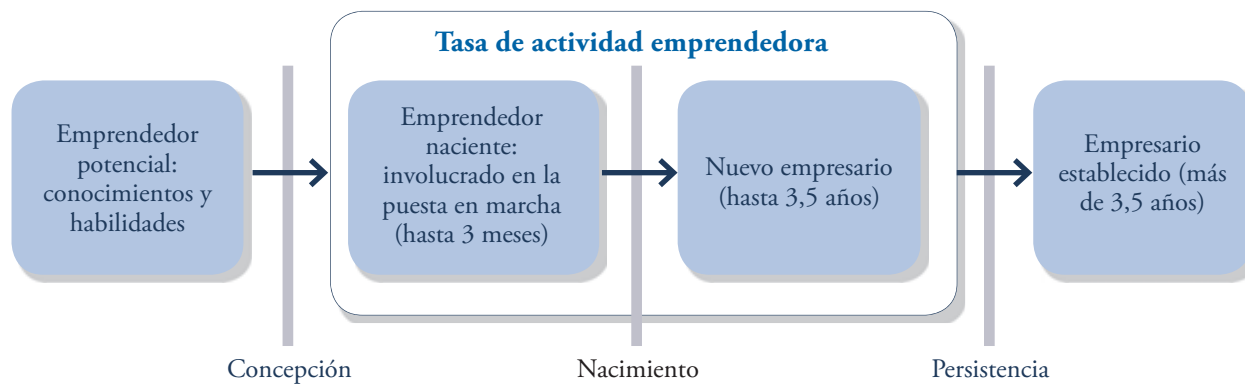 Tasa de actividad emprendedora
Emprendedor
potencial:
conocimientos y
habilidades
Emprendedor
naciente:
involucrado en la
puesta en marcha
(hasta 3 meses)
Nuevo empresario
(hasta 3,5 años)
Empresario
establecido (más
de 3,5 años)
Concepción
Nacimiento
Persistencia